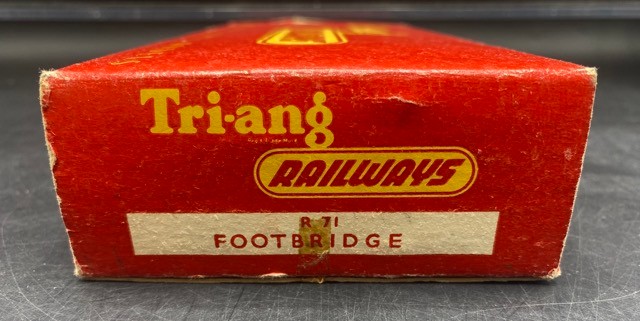 Tri-ang
RAILWAYS
R 71
FOOTBRIDGE